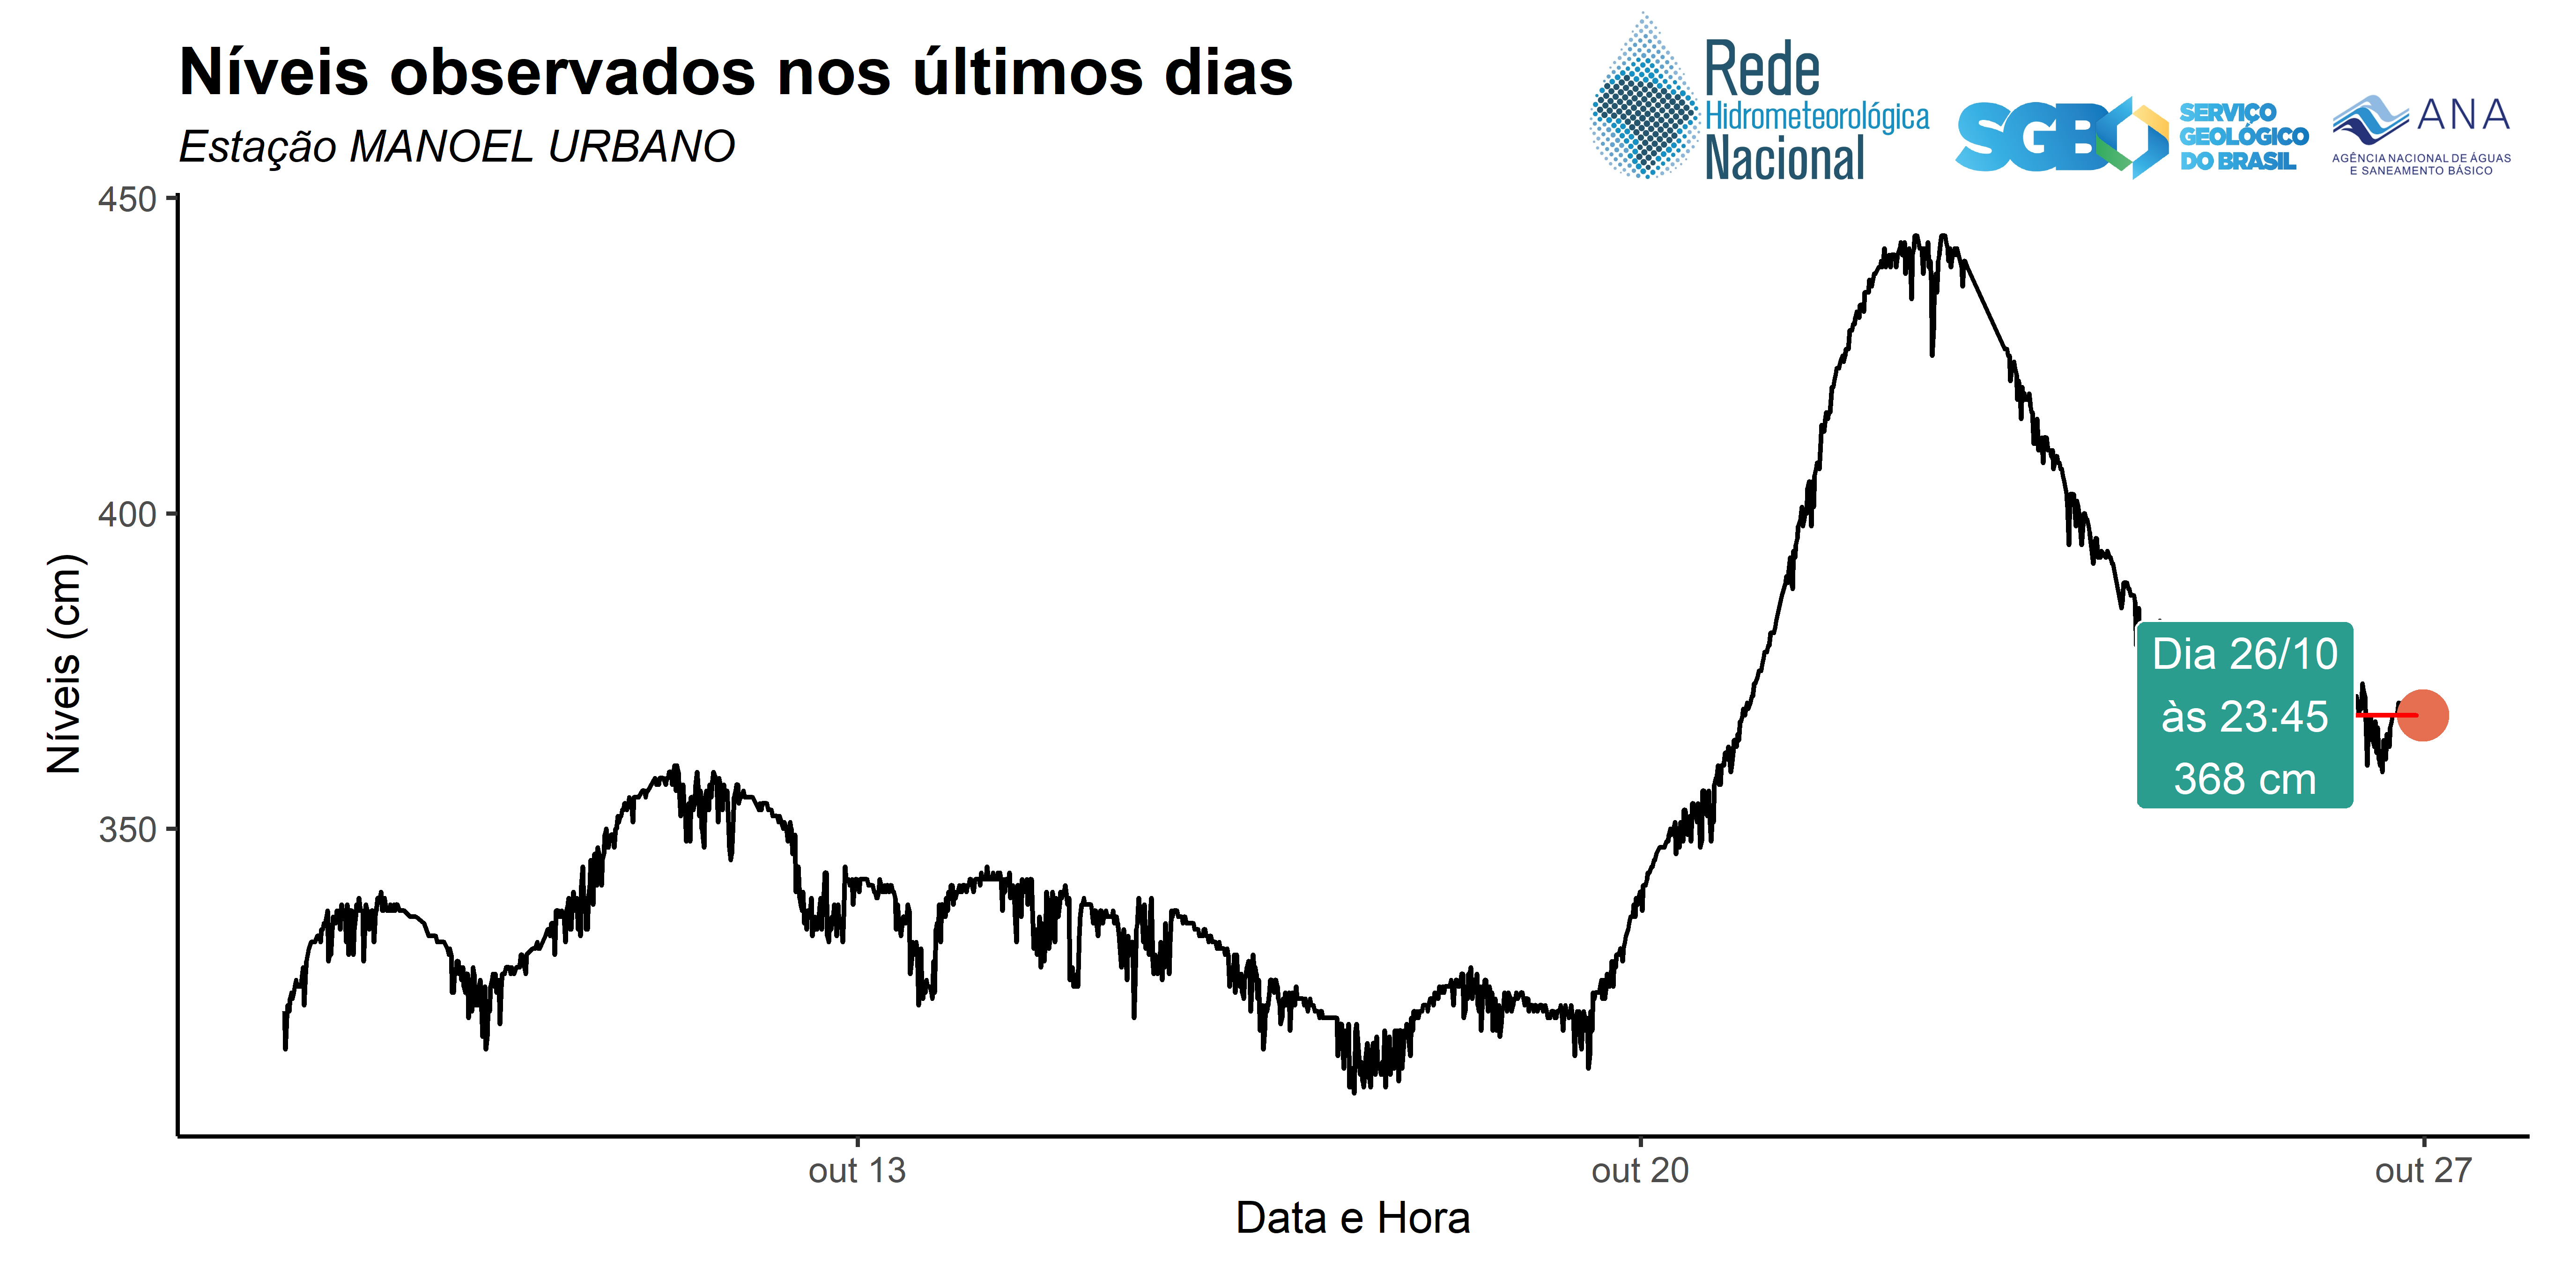 Níveis observados nos últimos dias
Estação MANOEL URBANO
Rede
Hidrometeorológica
Nacional
SGB
SERVIÇO
GEOLÓGICO
DO BRASIL
ANA
AGÊNCIA NACIONAL DE ÁGUAS
E SANEAMENTO BÁSICO
450
400
350
Níveis (cm)
Dia 26/10
às 23:45
368 cm
out 13
out 20
out 27
Data e Hora